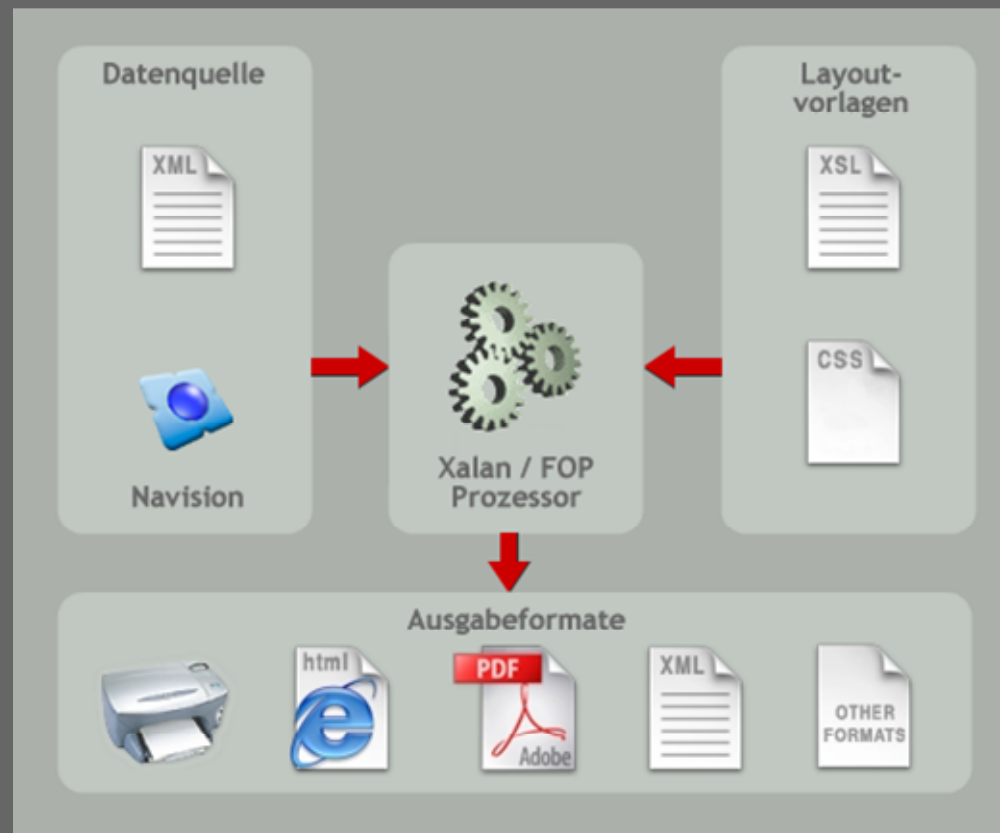 Datenquelle
XML
Navision
Xalan / FOP
Prozessor
Layout-
vorlagen
XSL
CSS
Ausgabeformate
html
PDF
Adobe
XML
OTHER
FORMATS